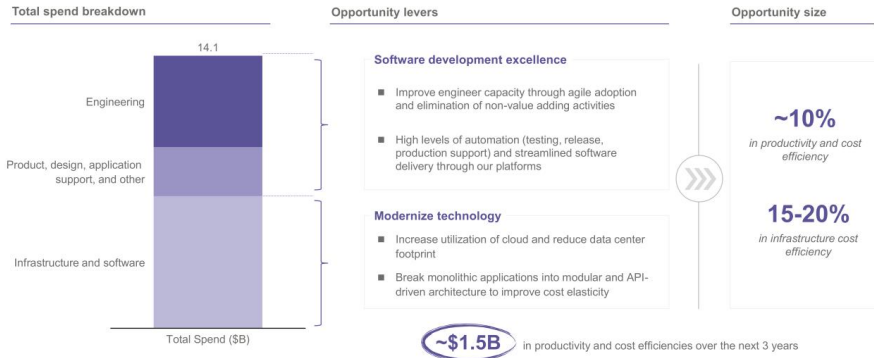 Total spend breakdown
Opportunity levers
Opportunity size
14.1
Engineering
Product, design, application
support, and other
Infrastructure and software
Total Spend ($B)
Software development excellence
■ Improve engineer capacity through agile adoption
and elimination of non-value adding activities
■ High levels of automation (testing, release,
production support) and streamlined software
delivery through our platforms
Modernize technology
■ Increase utilization of cloud and reduce data center
footprint
■ Break monolithic applications into modular and API-
driven architecture to improve cost elasticity
~10%
in productivity and cost
efficiency
15-20%
in infrastructure cost
efficiency
~$1.5B in productivity and cost efficiencies over the next 3 years